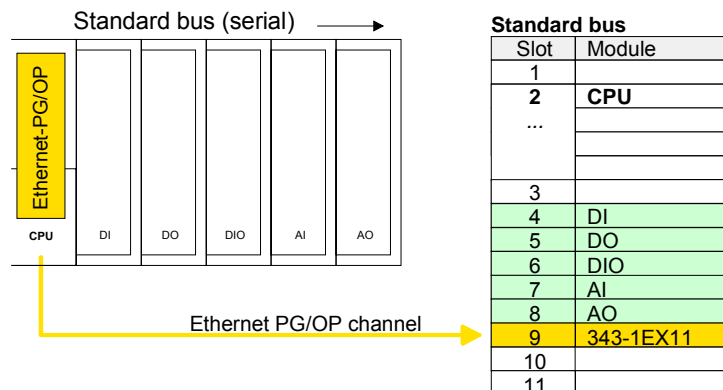 Standard bus (serial)
Ethernet-PG/OP
CPU
DI
DO
DIO
AI
AO
Ethernet PG/OP channel
Standard bus
Slot Module
1
2 CPU
...
3
4 DI
5 DO
6 DIO
7 AI
8 AO
9 343-1EX11
10
11